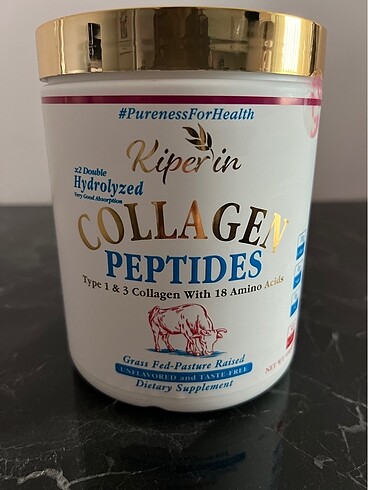 #PurenessForHealth
Kiperin
x2 Double
Hydrolyzed
Very Good Absorption
COLLAGEN
PEPTIDES
Type 1 & 3 Collagen With 18 Amino Acids
Grass Fed-Pasture Raised
UNFLAVORED and TASTE-FREE
Dietary Supplement
NET